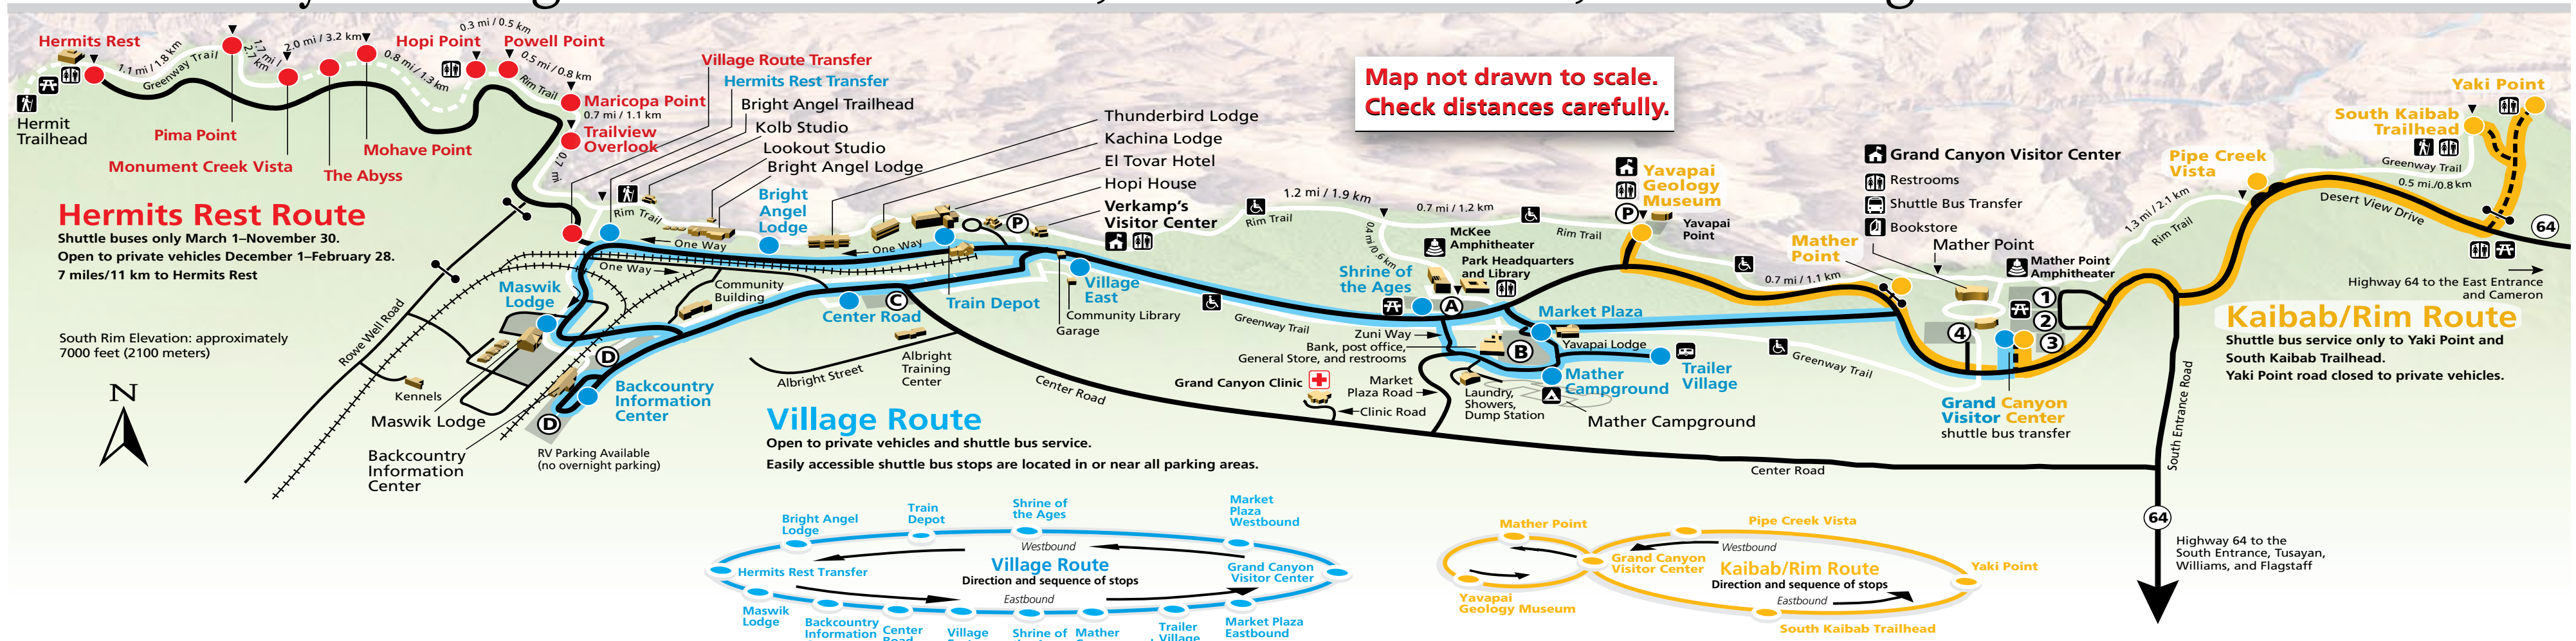 Hermits Rest
1.1 mi / 1.8 km
Greenway Trail
1.7 mi /
2.7 km
2.0 mi / 3.2 km
0.8 mi / 1.3 km
Hopi Point
0.3 mi / 0.5 km
Powell Point
0.5 mi / 0.8 km
Rim Trail
Maricopa Point
0.7 mi / 1.1 km
Trailview
Overlook
0.7 mi
Hermit
Trailhead
Pima Point
Monument Creek Vista
The Abyss
Mohave Point
Hermits Rest Route
Shuttle buses only March 1–November 30.
Open to private vehicles December 1–February 28.
7 miles/11 km to Hermits Rest
South Rim Elevation: approximately
7000 feet (2100 meters)
N
Rowe Well Road
Village Route Transfer
Hermits Rest Transfer
Bright Angel Trailhead
Kolb Studio
Lookout Studio
Bright Angel Lodge
Rim Trail
One Way
One Way
One Way
Bright
Angel
Lodge
Thunderbird Lodge
Kachina Lodge
El Tovar Hotel
Hopi House
Verkamp's
Visitor Center
P
Maswik
Lodge
Community
Building
Center Road
C
Train Depot
Village
East
Community Library
Garage
Albright
Training
Center
Albright Street
Center Road
Kennels
Maswik Lodge
Backcountry
Information
Center
D
D
Backcountry
Information
Center
RV Parking Available
(no overnight parking)
Village Route
Open to private vehicles and shuttle bus service.
Easily accessible shuttle bus stops are located in or near all parking areas.
Map not drawn to scale.
Check distances carefully.
1.2 mi / 1.9 km
Rim Trail
0.7 mi / 1.2 km
Rim Trail
0.4 mi / 0.6 km
McKee
Amphitheater
Park Headquarters
and Library
Shrine of
the Ages
A
Greenway Trail
Zuni Way
Bank, post office,
General Store, and restrooms
B
Market Plaza
Yavapai Lodge
Grand Canyon Clinic
Market
Plaza Road
Clinic Road
Laundry,
Showers,
Dump Station
Mather
Campground
Trailer
Village
Mather Campground
Yavapai
Geology
Museum
P
Yavapai
Point
Mather
Point
0.7 mi / 1.1 km
Greenway Trail
Grand Canyon Visitor Center
Restrooms
Shuttle Bus Transfer
Bookstore
Mather Point
Mather Point
Amphitheater
1
2
3
4
Grand Canyon
Visitor Center
shuttle bus transfer
Center Road
South Entrance Road
1.3 mi / 2.1 km
Rim Trail
Pipe Creek
Vista
South Kaibab
Trailhead
Yaki Point
Greenway Trail
0.5 mi./0.8 km
Desert View Drive
64
Highway 64 to the East Entrance
and Cameron
Kaibab/Rim Route
Shuttle bus service only to Yaki Point and
South Kaibab Trailhead.
Yaki Point road closed to private vehicles.
64
Highway 64 to the
South Entrance, Tusayan,
Williams, and Flagstaff
Bright Angel
Lodge
Train
Depot
Shrine of
the Ages
Market
Plaza
Westbound
Westbound
Hermits Rest Transfer
Village Route
Direction and sequence of stops
Grand Canyon
Visitor Center
Eastbound
Maswik
Lodge
Backcountry
Information
Center
Village
Shrine of
Mather
Trailer
Village
Market Plaza
Eastbound
Mather Point
Yavapai
Geology Museum
Grand Canyon
Visitor Center
Pipe Creek Vista
Westbound
Kaibab/Rim Route
Direction and sequence of stops
Eastbound
Yaki Point
South Kaibab Trailhead